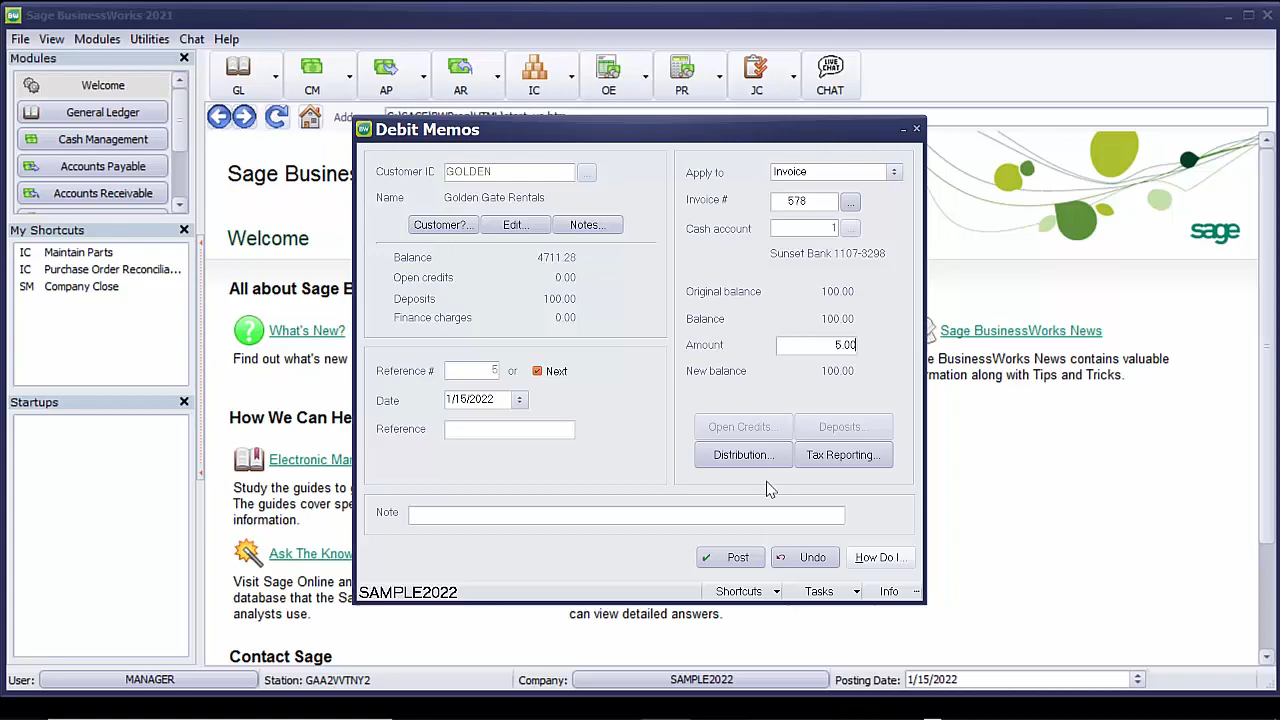 Sage BusinessWorks 2021
File View Modules Utilities Chat Help
Modules
Welcome
General Ledger
Cash Management
Accounts Payable
Accounts Receivable
My Shortcuts
IC Maintain Parts
IC Purchase Order Reconcilia...
SM Company Close
Startups
GL CM AP AR IC OE PR JC CHAT
LIVE CHAT
Sage Busines
Welcome
sage
All about Sage
What's New?
Find out what's new
How We Can He
Electronic Ma
Study the guides to
The guides cover spe
information.
Ask The Know
Visit Sage Online an
database that the Sa
analysts use.
can view detailed answers.
Contact Sage
Sage BusinessWorks News
BusinessWorks News contains valuable
rmation along with Tips and Tricks.
Debit Memos
Customer ID GOLDEN ...
Name Golden Gate Rentals
Customer?... Edit... Notes...
Balance 4711.28
Open credits 0.00
Deposits 100.00
Finance charges 0.00
Reference # 5 or Next
Date 1/15/2022
Reference
Apply to Invoice
Invoice # 578 ...
Cash account 1 ...
Sunset Bank 1107-3298
Original balance 100.00
Balance 100.00
Amount 5.00
New balance 100.00
Open Credits... Deposits...
Distribution... Tax Reporting...
Note
Post Undo How Do I...
SAMPLE2022 Shortcuts Tasks Info ...
User: MANAGER Station: GAA2VVTNY2 Company: SAMPLE2022 Posting Date: 1/15/2022